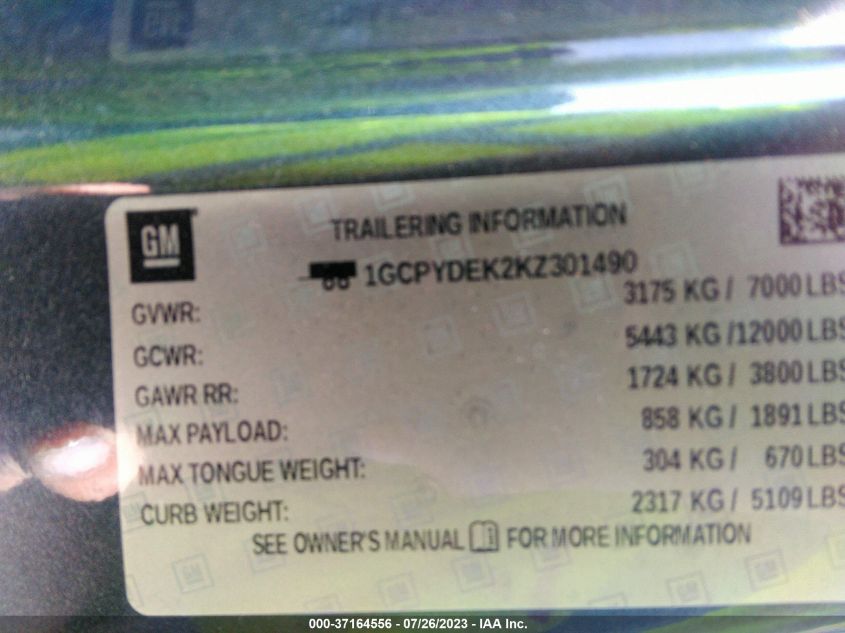 GM
TRAILERING INFORMATION
1GCPYDEK2KZ301490
GVWR: 3175 KG / 7000 LBS
GCWR: 5443 KG /12000 LBS
GAWR RR: 1724 KG / 3800 LBS
MAX PAYLOAD: 858 KG / 1891 LBS
MAX TONGUE WEIGHT: 304 KG / 670 LBS
CURB WEIGHT: 2317 KG / 5109 LBS
SEE OWNER'S MANUAL FOR MORE INFORMATION
000-37164556 - 07/26/2023 - IAA Inc.